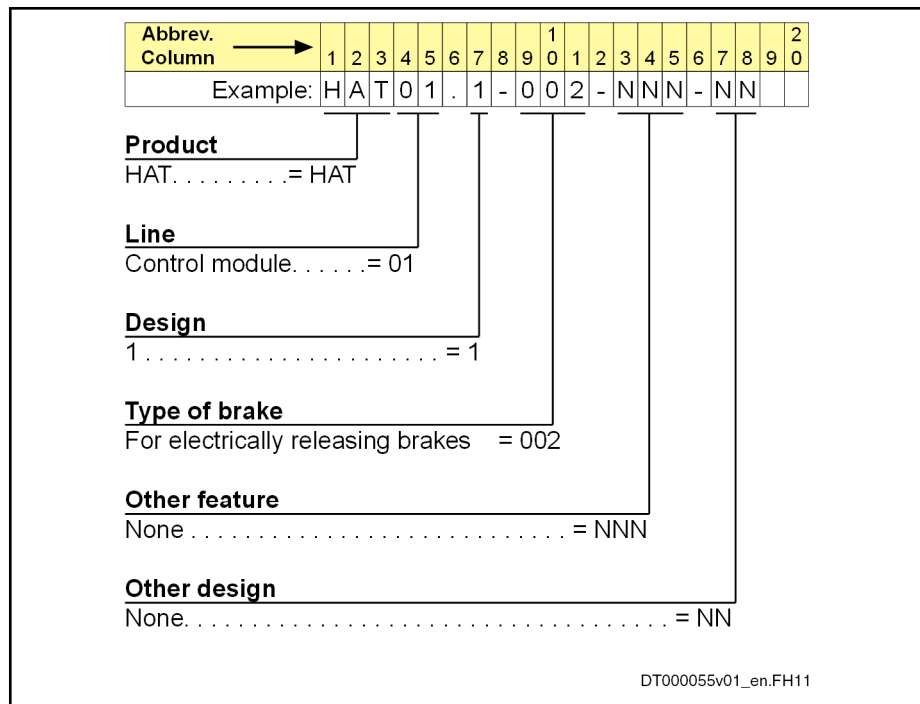 Abbrev. 1 2
Column 1 2 3 4 5 6 7 8 9 0 1 2 3 4 5 6 7 8 9 0
Example: H A T 0 1 . 1 - 0 0 2 - N N N - N N
Product
HAT. . . . . . . . .= HAT
Line
Control module. . . . . .= 01
Design
1 . . . . . . . . . . . . . . . . . . . . . . = 1
Type of brake
For electrically releasing brakes = 002
Other feature
None . . . . . . . . . . . . . . . . . . . . . . . . . . . . = NNN
Other design
None. . . . . . . . . . . . . . . . . . . . . . . . . . . . . . . . . . . . = NN
DT000055v01_en.FH11